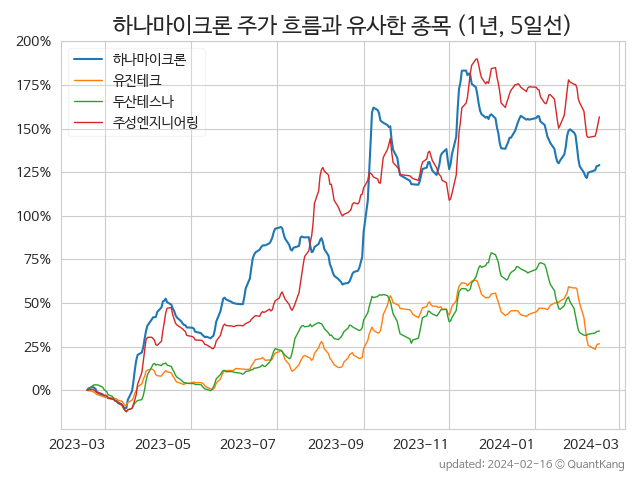 하나마이크론 주가 흐름과 유사한 종목 (1년, 5일선)
200%
175%
150%
125%
100%
75%
50%
25%
0%
하나마이크론
유진테크
두산테스나
주성엔지니어링
2023-03 2023-05 2023-07 2023-09 2023-11 2024-01 2024-03
updated: 2024-02-16 © QuantKang